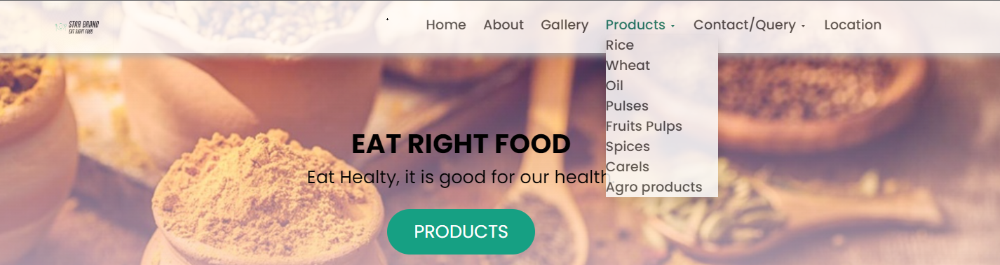 STAR BRAND
EAT RIGHT FOOD
Home About Gallery Products Contact/Query Location
Rice
Wheat
Oil
Pulses
Fruits Pulps
Spices
Carels
Agro products
EAT RIGHT FOOD
Eat Healty, it is good for our health
PRODUCTS